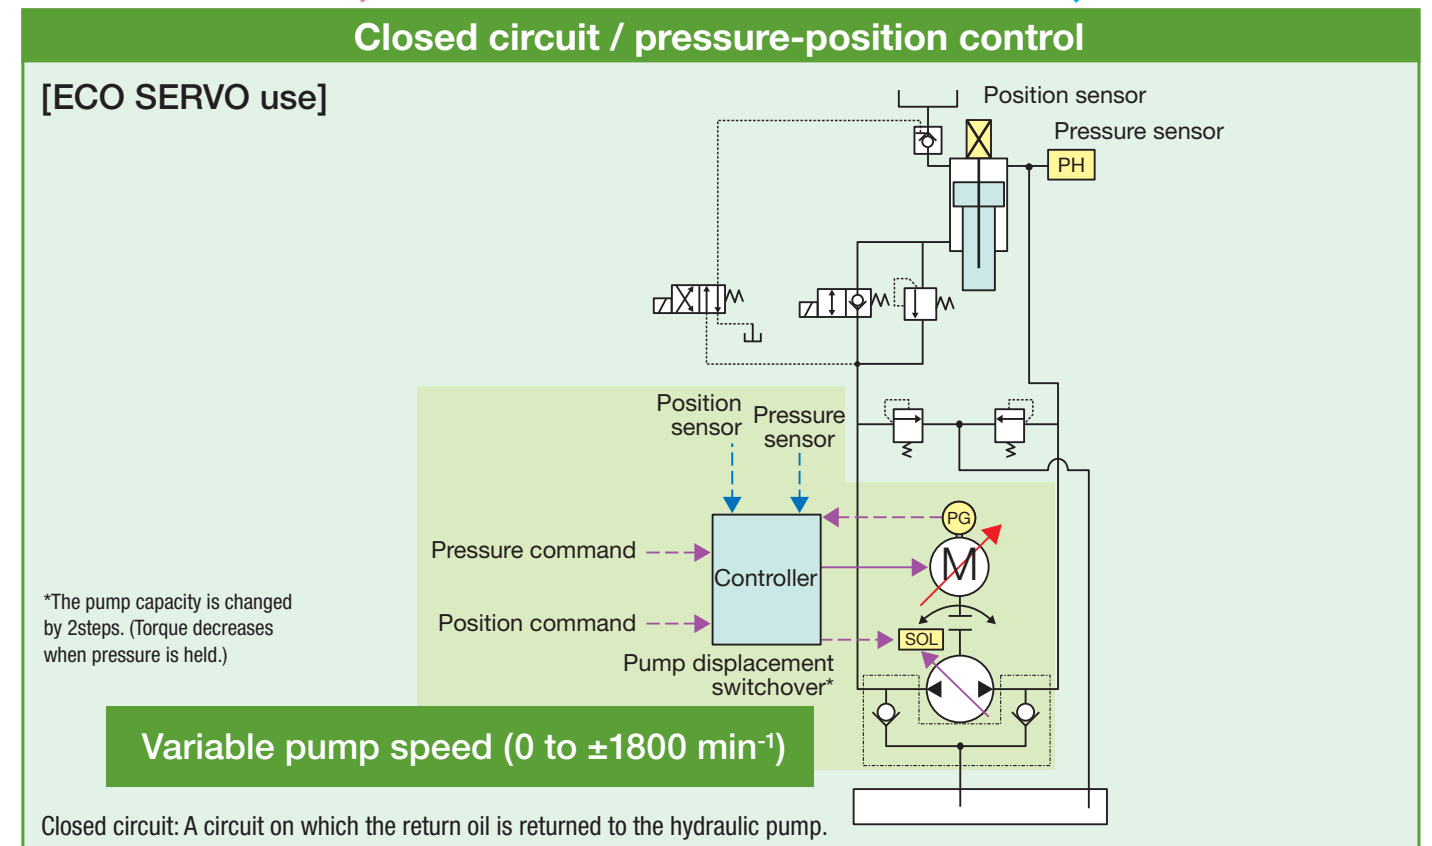 Closed circuit / pressure-position control
[ECO SERVO use]
Position sensor
Pressure sensor
PH
Position
sensor
Pressure
sensor
PG
M
Pressure command
Controller
Position command
SOL
Pump displacement
switchover*
*The pump capacity is changed
by 2steps. (Torque decreases
when pressure is held.)
Variable pump speed (0 to ±1800 min-1)
Closed circuit: A circuit on which the return oil is returned to the hydraulic pump.